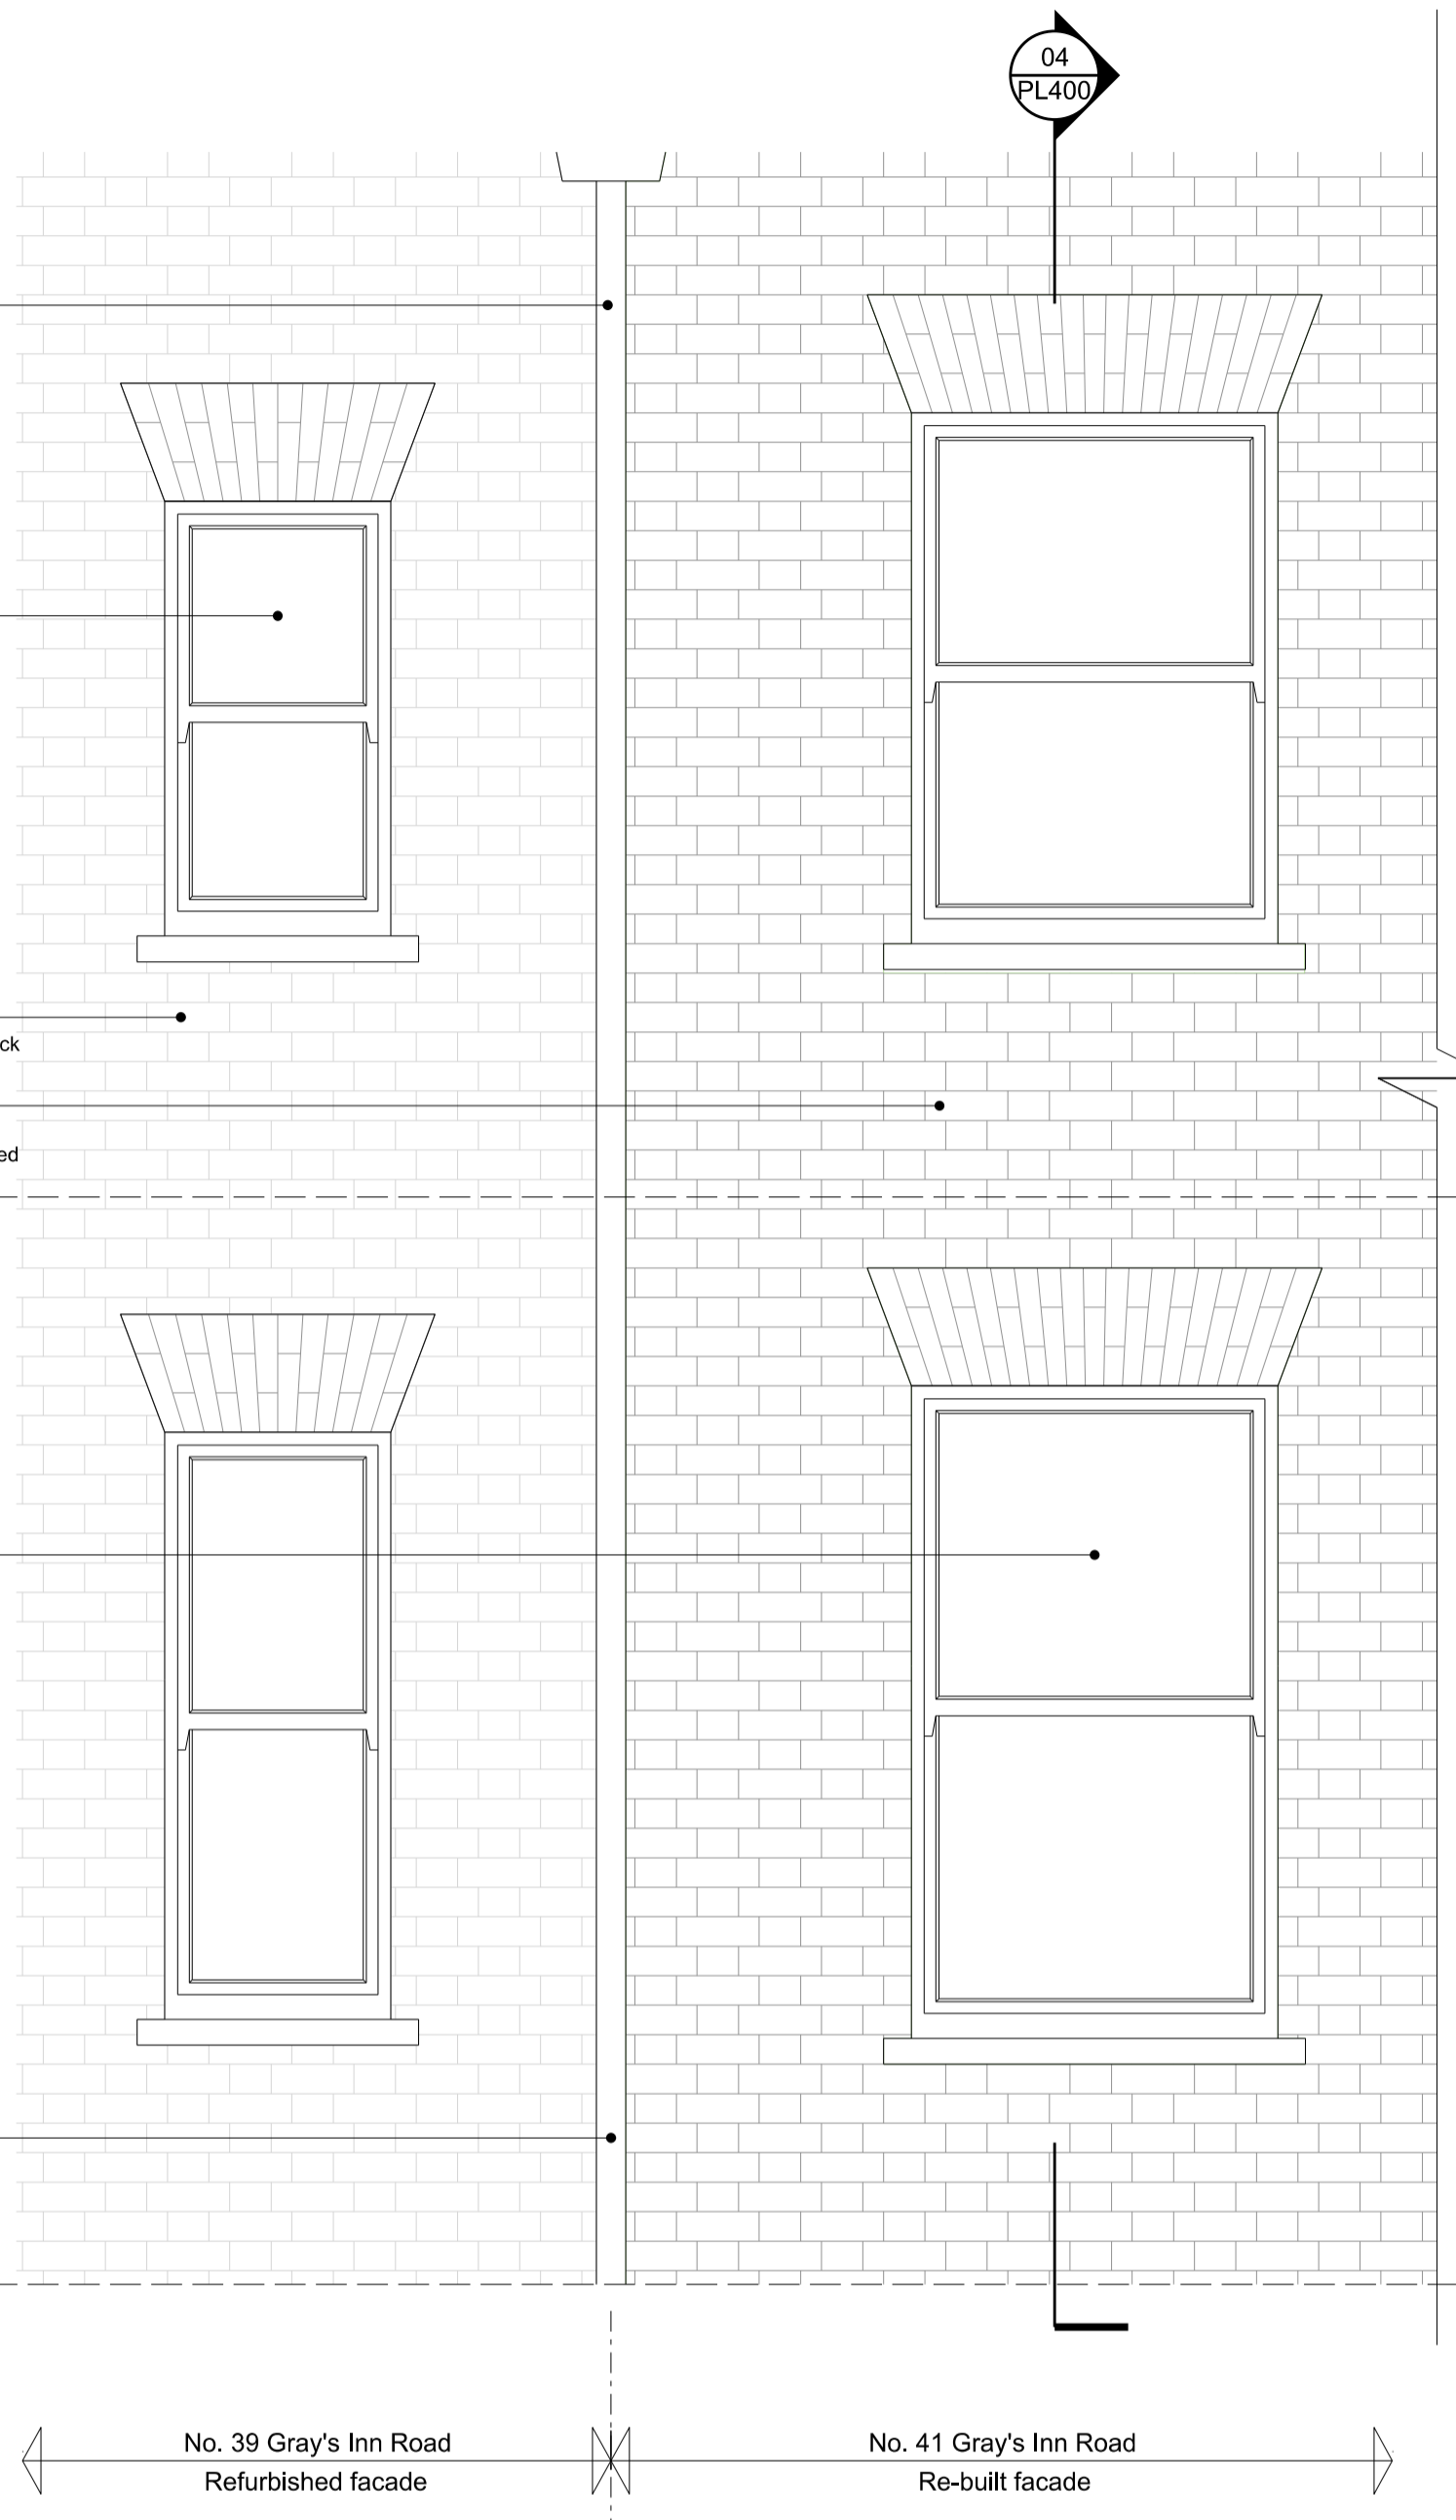 04
PL400
ck
ed
No. 39 Gray's Inn Road
Refurbished facade
No. 41 Gray's Inn Road
Re-built facade